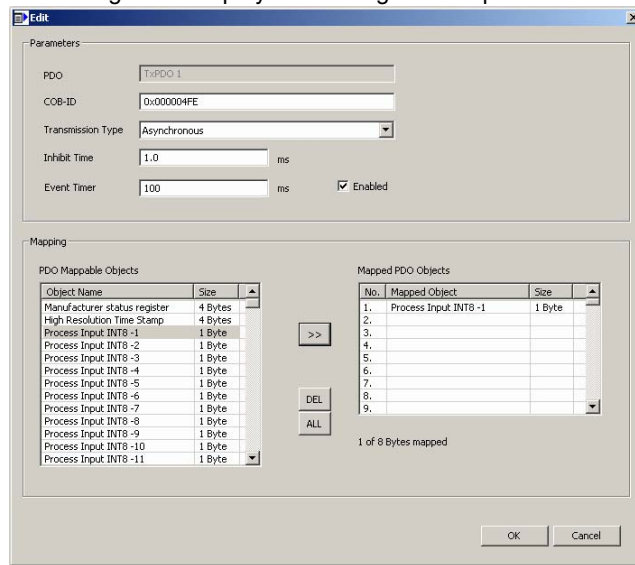 Edit
Parameters
PDO TxPDO 1
COB-ID 0x000004FE
Transmission Type Asynchronous
Inhibit Time 1.0 ms
Event Timer 100 ms Enabled
Mapping
PDO Mappable Objects Mapped PDO Objects
Object Name Size No. Mapped Object Size
Manufacturer status register 4 Bytes 1. Process Input INT8 -1 1 Byte
High Resolution Time Stamp 4 Bytes 2.
Process Input INT8 -1 1 Byte >> 3.
Process Input INT8 -2 1 Byte 4.
Process Input INT8 -3 1 Byte 5.
Process Input INT8 -4 1 Byte 6.
Process Input INT8 -5 1 Byte 7.
Process Input INT8 -6 1 Byte DEL 8.
Process Input INT8 -7 1 Byte 9.
Process Input INT8 -8 1 Byte ALL
Process Input INT8 -9 1 Byte 1 of 8 Bytes mapped
Process Input INT8 -10 1 Byte
Process Input INT8 -11 1 Byte
OK Cancel